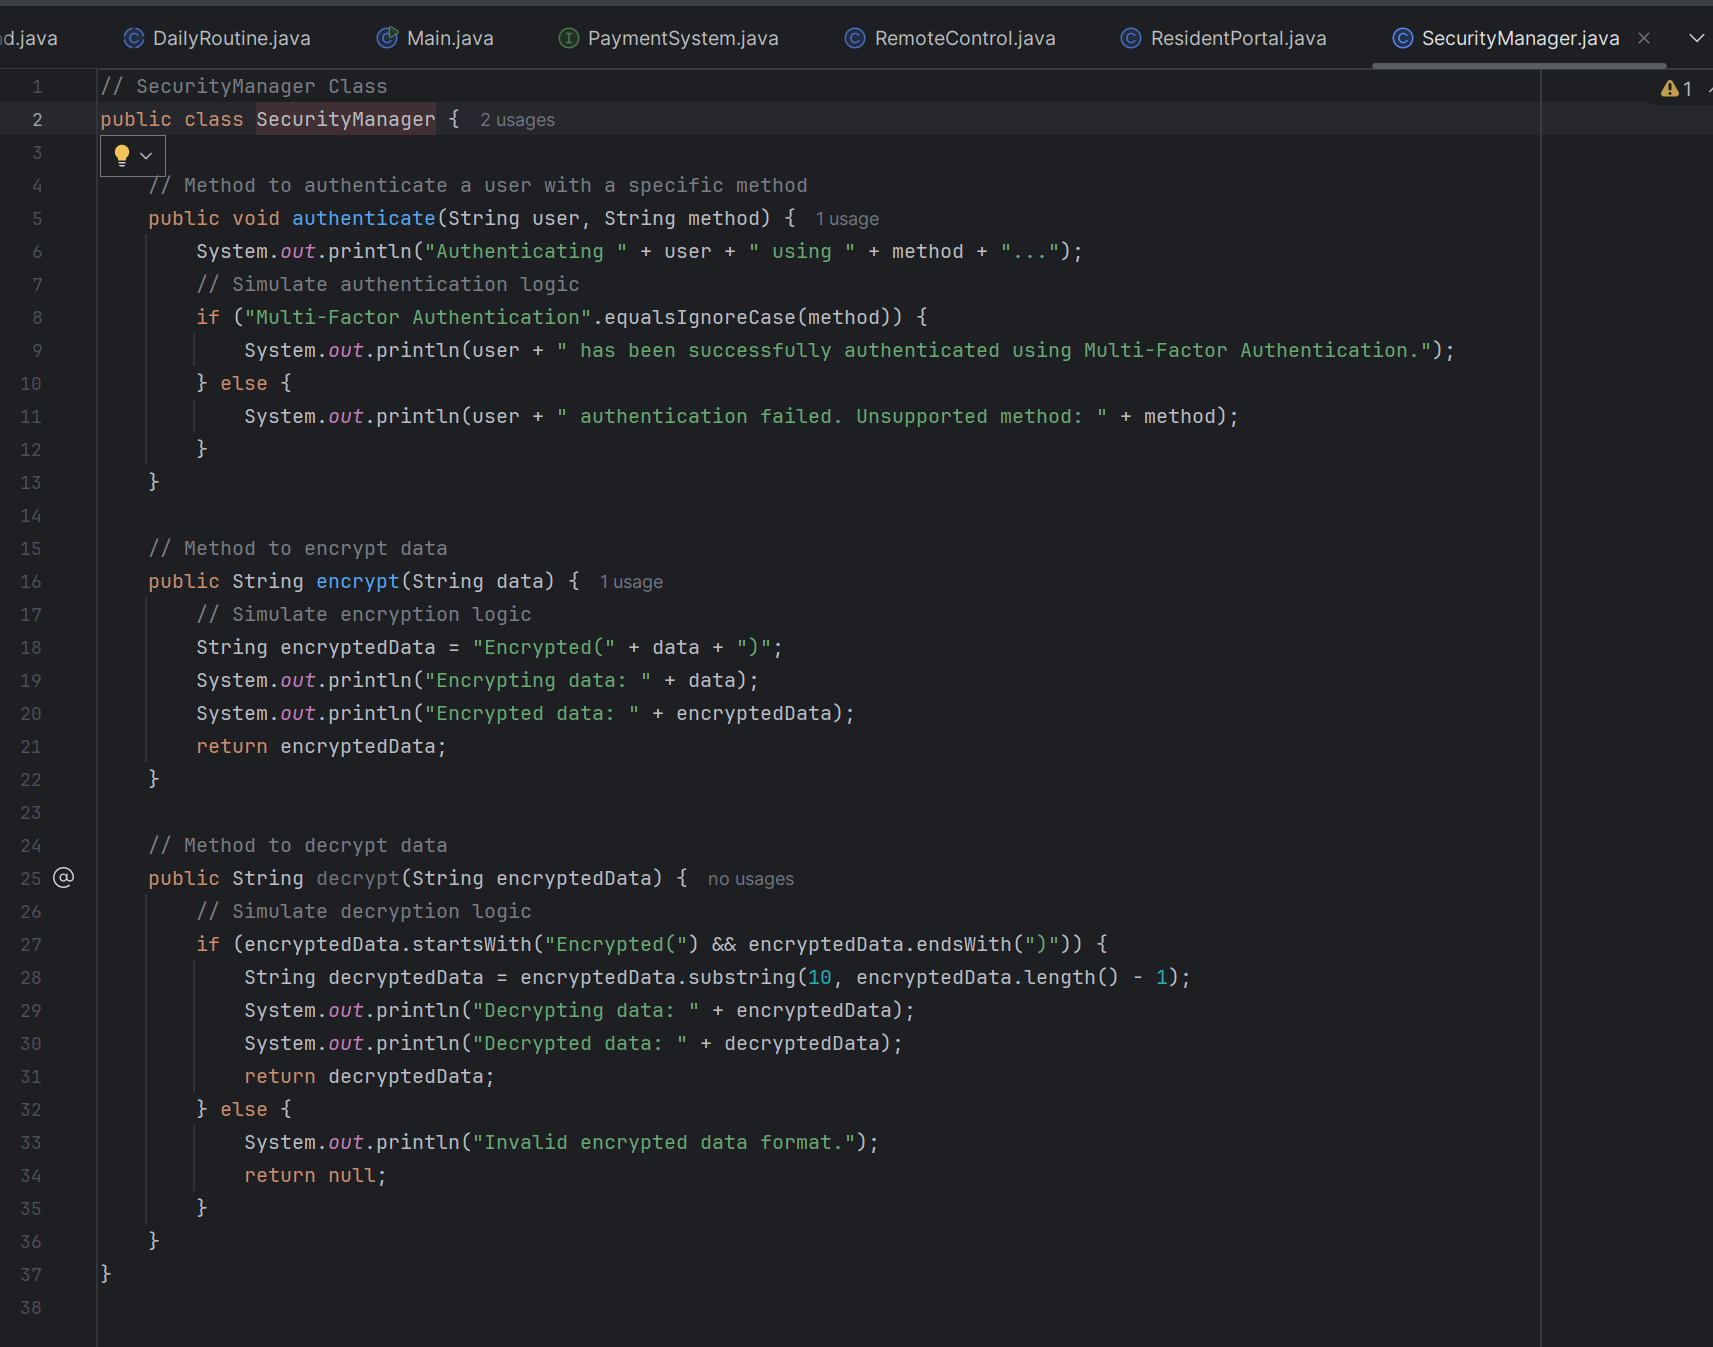 d.java DailyRoutine.java Main.java PaymentSystem.java RemoteControl.java ResidentPortal.java SecurityManager.java
1 // SecurityManager Class 1
2 public class SecurityManager { 2 usages
3
4     // Method to authenticate a user with a specific method
5     public void authenticate(String user, String method) { 1 usage
6         System.out.println("Authenticating " + user + " using " + method + "...");
7         // Simulate authentication logic
8         if ("Multi-Factor Authentication".equalsIgnoreCase(method)) {
9             System.out.println(user + " has been successfully authenticated using Multi-Factor Authentication.");
10         } else {
11             System.out.println(user + " authentication failed. Unsupported method: " + method);
12         }
13     }
14
15     // Method to encrypt data
16     public String encrypt(String data) { 1 usage
17         // Simulate encryption logic
18         String encryptedData = "Encrypted(" + data + ")";
19         System.out.println("Encrypting data: " + data);
20         System.out.println("Encrypted data: " + encryptedData);
21         return encryptedData;
22     }
23
24     // Method to decrypt data
25 @     public String decrypt(String encryptedData) { no usages
26         // Simulate decryption logic
27         if (encryptedData.startsWith("Encrypted(") && encryptedData.endsWith(")")) {
28             String decryptedData = encryptedData.substring(10, encryptedData.length() - 1);
29             System.out.println("Decrypting data: " + encryptedData);
30             System.out.println("Decrypted data: " + decryptedData);
31             return decryptedData;
32         } else {
33             System.out.println("Invalid encrypted data format.");
34             return null;
35         }
36     }
37 }
38